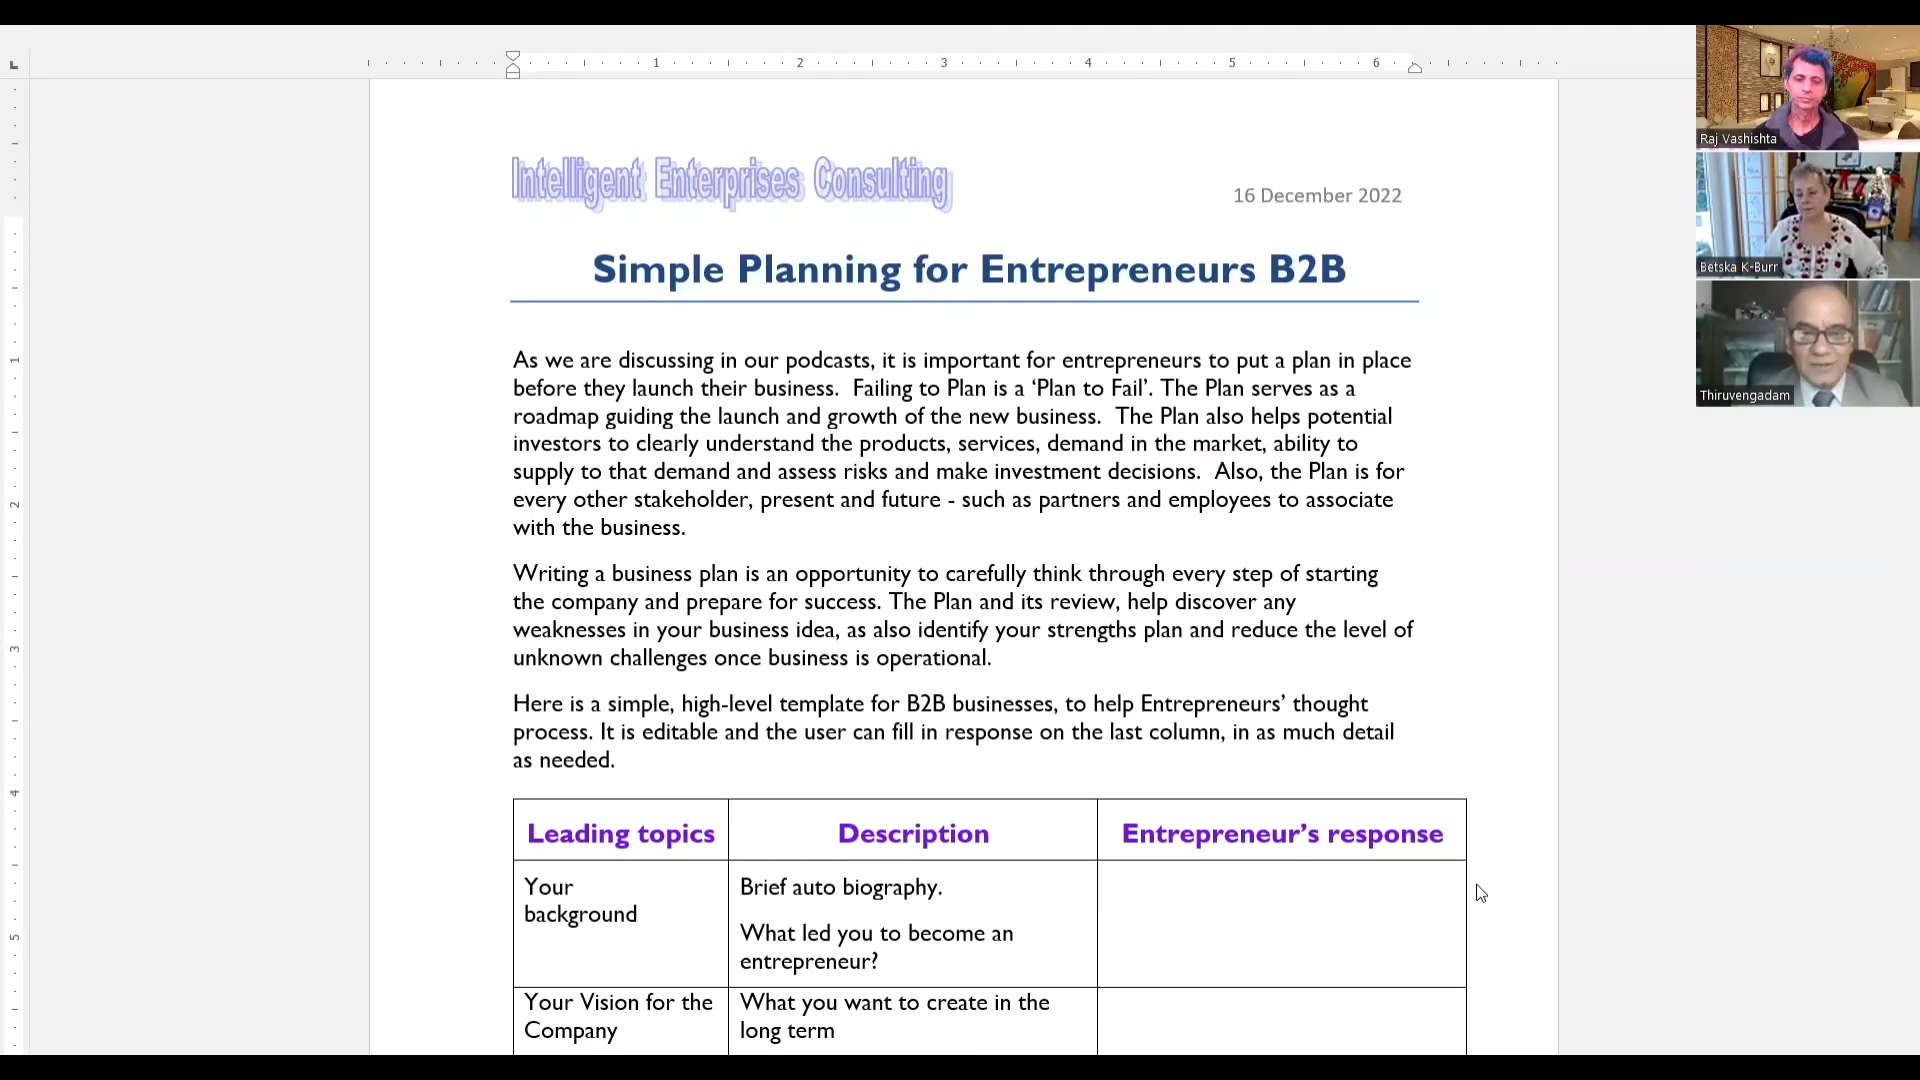 1 2 3 4 5 6
Intelligent Enterprises Consulting
16 December 2022
Simple Planning for Entrepreneurs B2B
As we are discussing in our podcasts, it is important for entrepreneurs to put a plan in place
before they launch their business.  Failing to Plan is a ‘Plan to Fail’. The Plan serves as a
roadmap guiding the launch and growth of the new business.  The Plan also helps potential
investors to clearly understand the products, services, demand in the market, ability to
supply to that demand and assess risks and make investment decisions.  Also, the Plan is for
every other stakeholder, present and future - such as partners and employees to associate
with the business.
Writing a business plan is an opportunity to carefully think through every step of starting
the company and prepare for success. The Plan and its review, help discover any
weaknesses in your business idea, as also identify your strengths plan and reduce the level of
unknown challenges once business is operational.
Here is a simple, high-level template for B2B businesses, to help Entrepreneurs’ thought
process. It is editable and the user can fill in response on the last column, in as much detail
as needed.
Leading topics
Description
Entrepreneur’s response
Your
background
Brief auto biography.
What led you to become an
entrepreneur?
Your Vision for the
Company
What you want to create in the
long term
1
2
3
4
5
Raj Vashishta
Betska K-Burr
Thiruvengadam